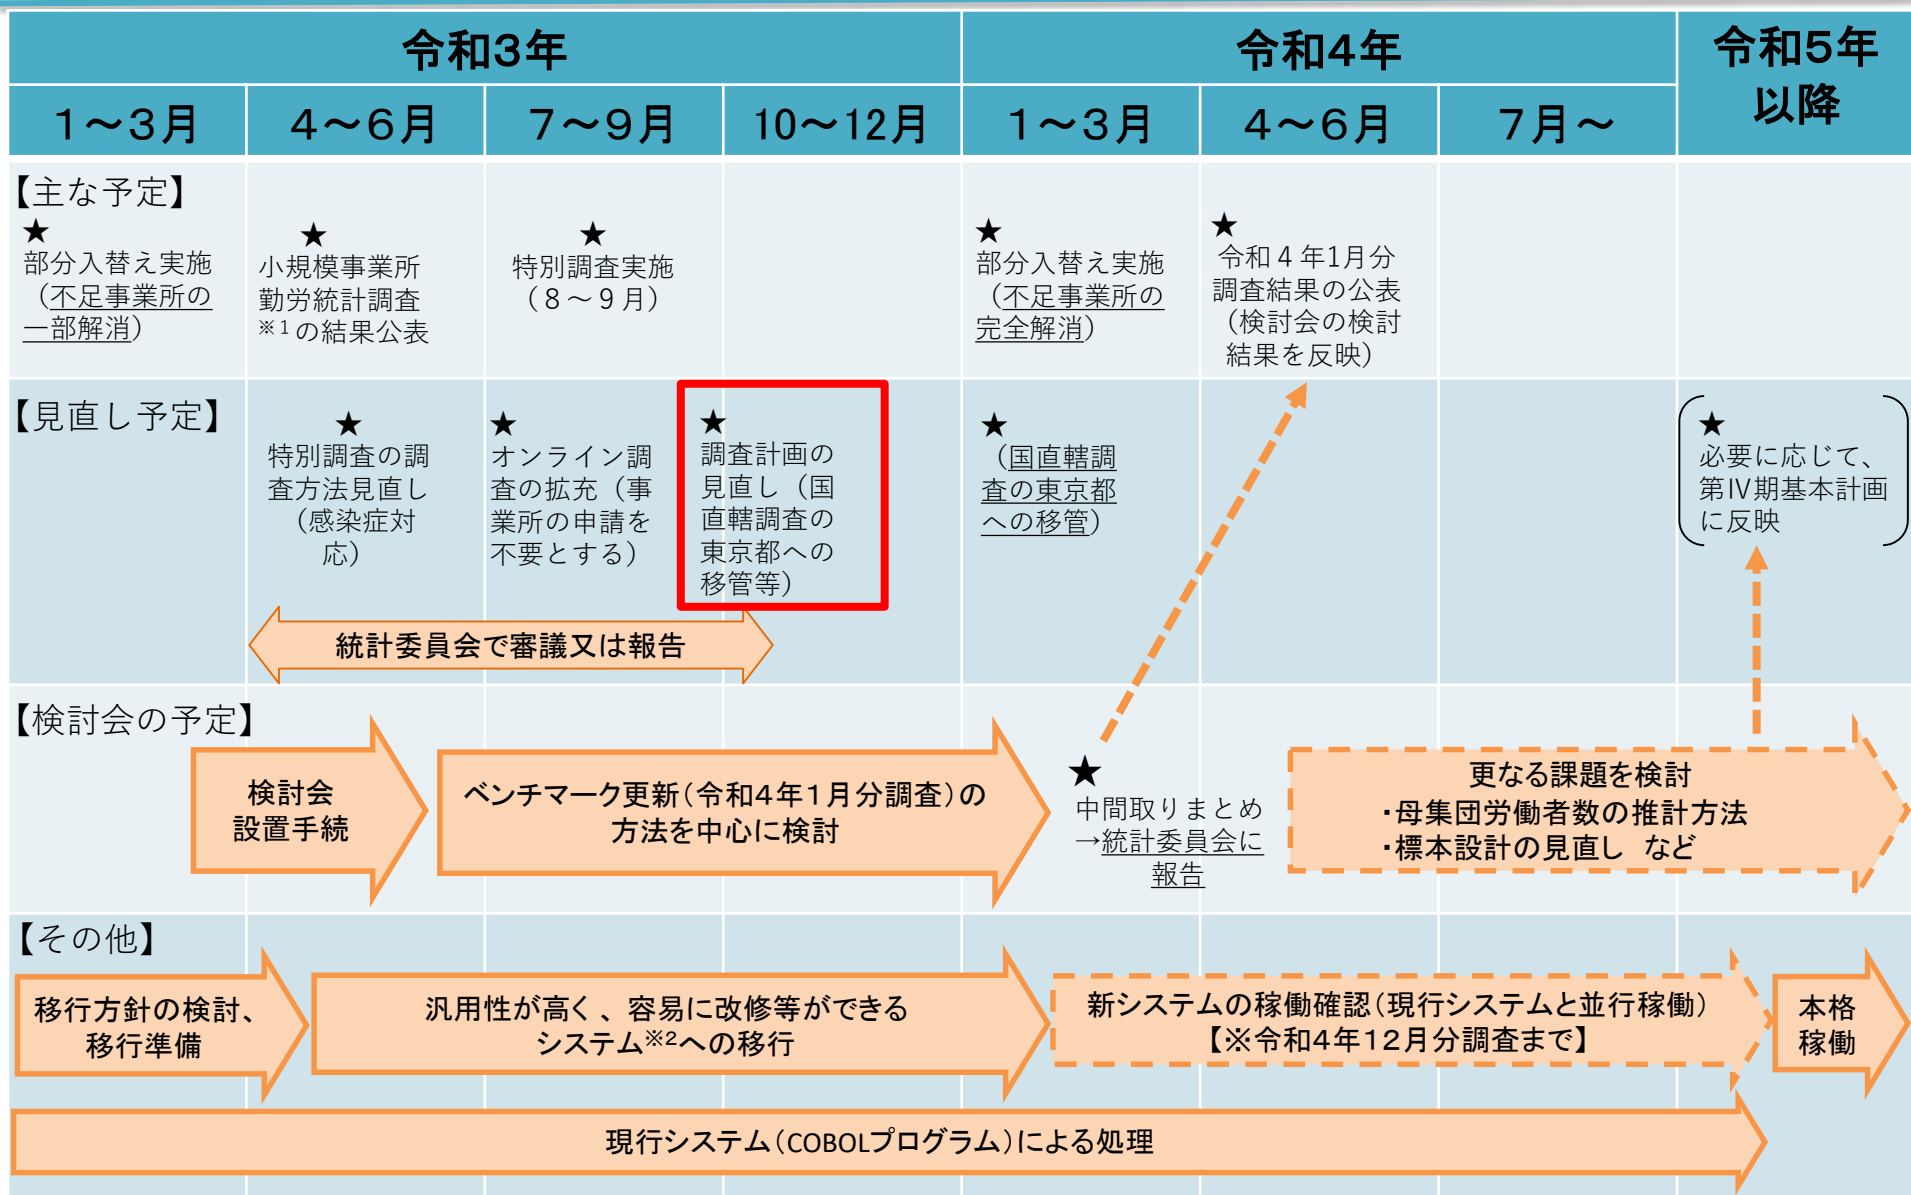 令和3年
令和4年
令和5年
以降
1～3月
4～6月
7～9月
10～12月
1～3月
4～6月
7月～
【主な予定】
★
部分入替え実施
（不足事業所の
一部解消）
★
小規模事業所
勤労統計調査
※1の結果公表
★
特別調査実施
（8～9月）
★
部分入替え実施
（不足事業所の
完全解消）
★
令和4年1月分
調査結果の公表
（検討会の検討
結果を反映）
【見直し予定】
★
特別調査の調
査方法見直し
（感染症対
応）
★
オンライン調
査の拡充（事
業所の申請を
不要とする）
★
調査計画の
見直し（国
直轄調査の
東京都への
移管等）
★
（国直轄調
査の東京都
への移管）
★
必要に応じて、
第Ⅳ期基本計画
に反映
統計委員会で審議又は報告
【検討会の予定】
検討会
設置手続
ベンチマーク更新（令和4年1月分調査）の
方法を中心に検討
★
中間取りまとめ
→統計委員会に
報告
更なる課題を検討
・母集団労働者数の推計方法
・標本設計の見直し など
【その他】
移行方針の検討、
移行準備
汎用性が高く、容易に改修等ができる
システム※2への移行
新システムの稼働確認（現行システムと並行稼働）
【※令和4年12月分調査まで】
本格
稼働
現行システム（COBOLプログラム）による処理